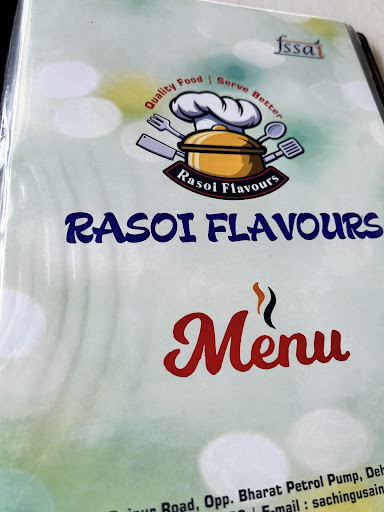 fssai
Quality Food | Serve Better
Rasoi Flavours
RASOI FLAVOURS
Menu
Road, Opp. Bharat Petrol Pump,
E-mail :